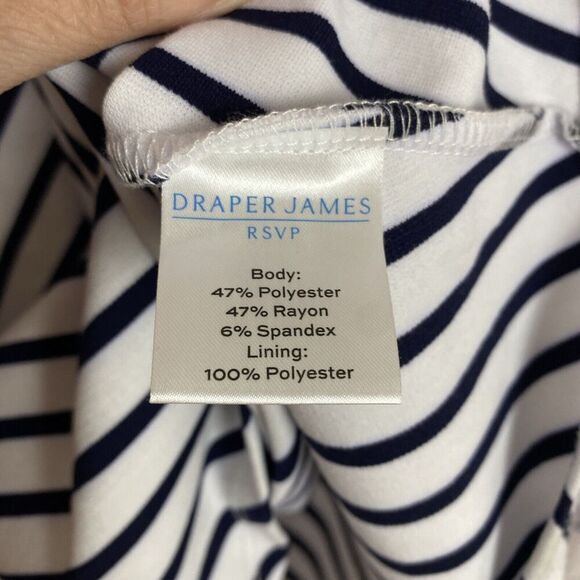 DRAPER JAMES
RSVP
Body:
47% Polyester
47% Rayon
6% Spandex
Lining:
100% Polyester